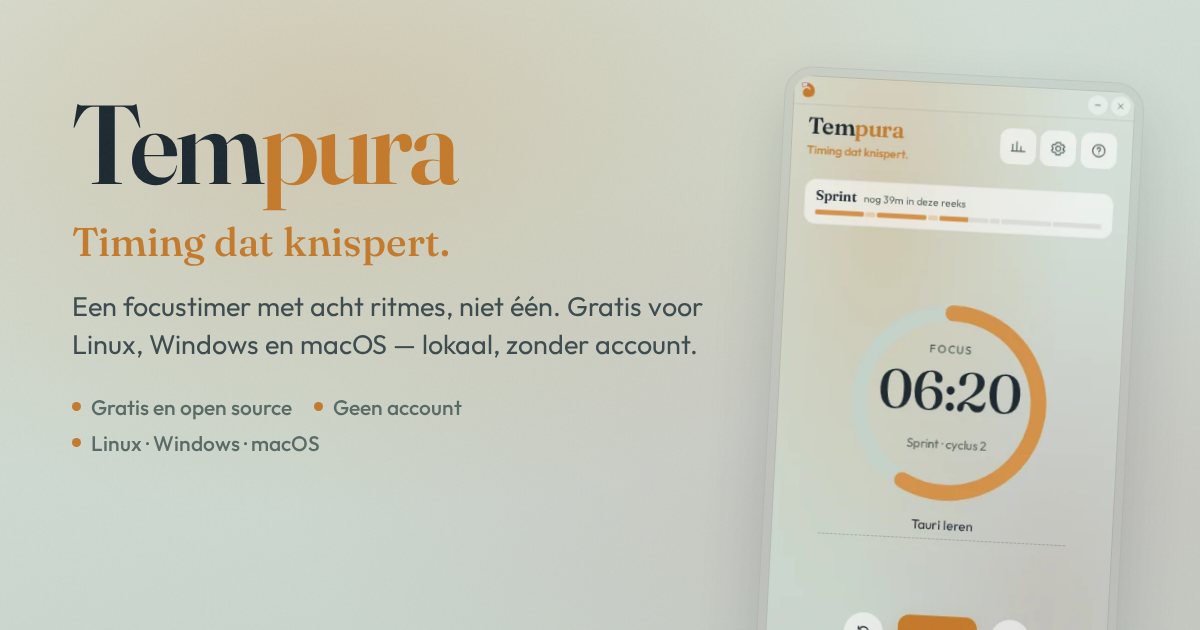 Tempura
Timing dat knispert.
Een focustimer met acht ritmes, niet één. Gratis voor
Linux, Windows en macOS — lokaal, zonder account.
Gratis en open source
Geen account
Linux · Windows · macOS
Tempura
Timing dat knispert.
Sprint nog 39m in deze reeks
FOCUS
06:20
Sprint · cyclus 2
Tauri leren